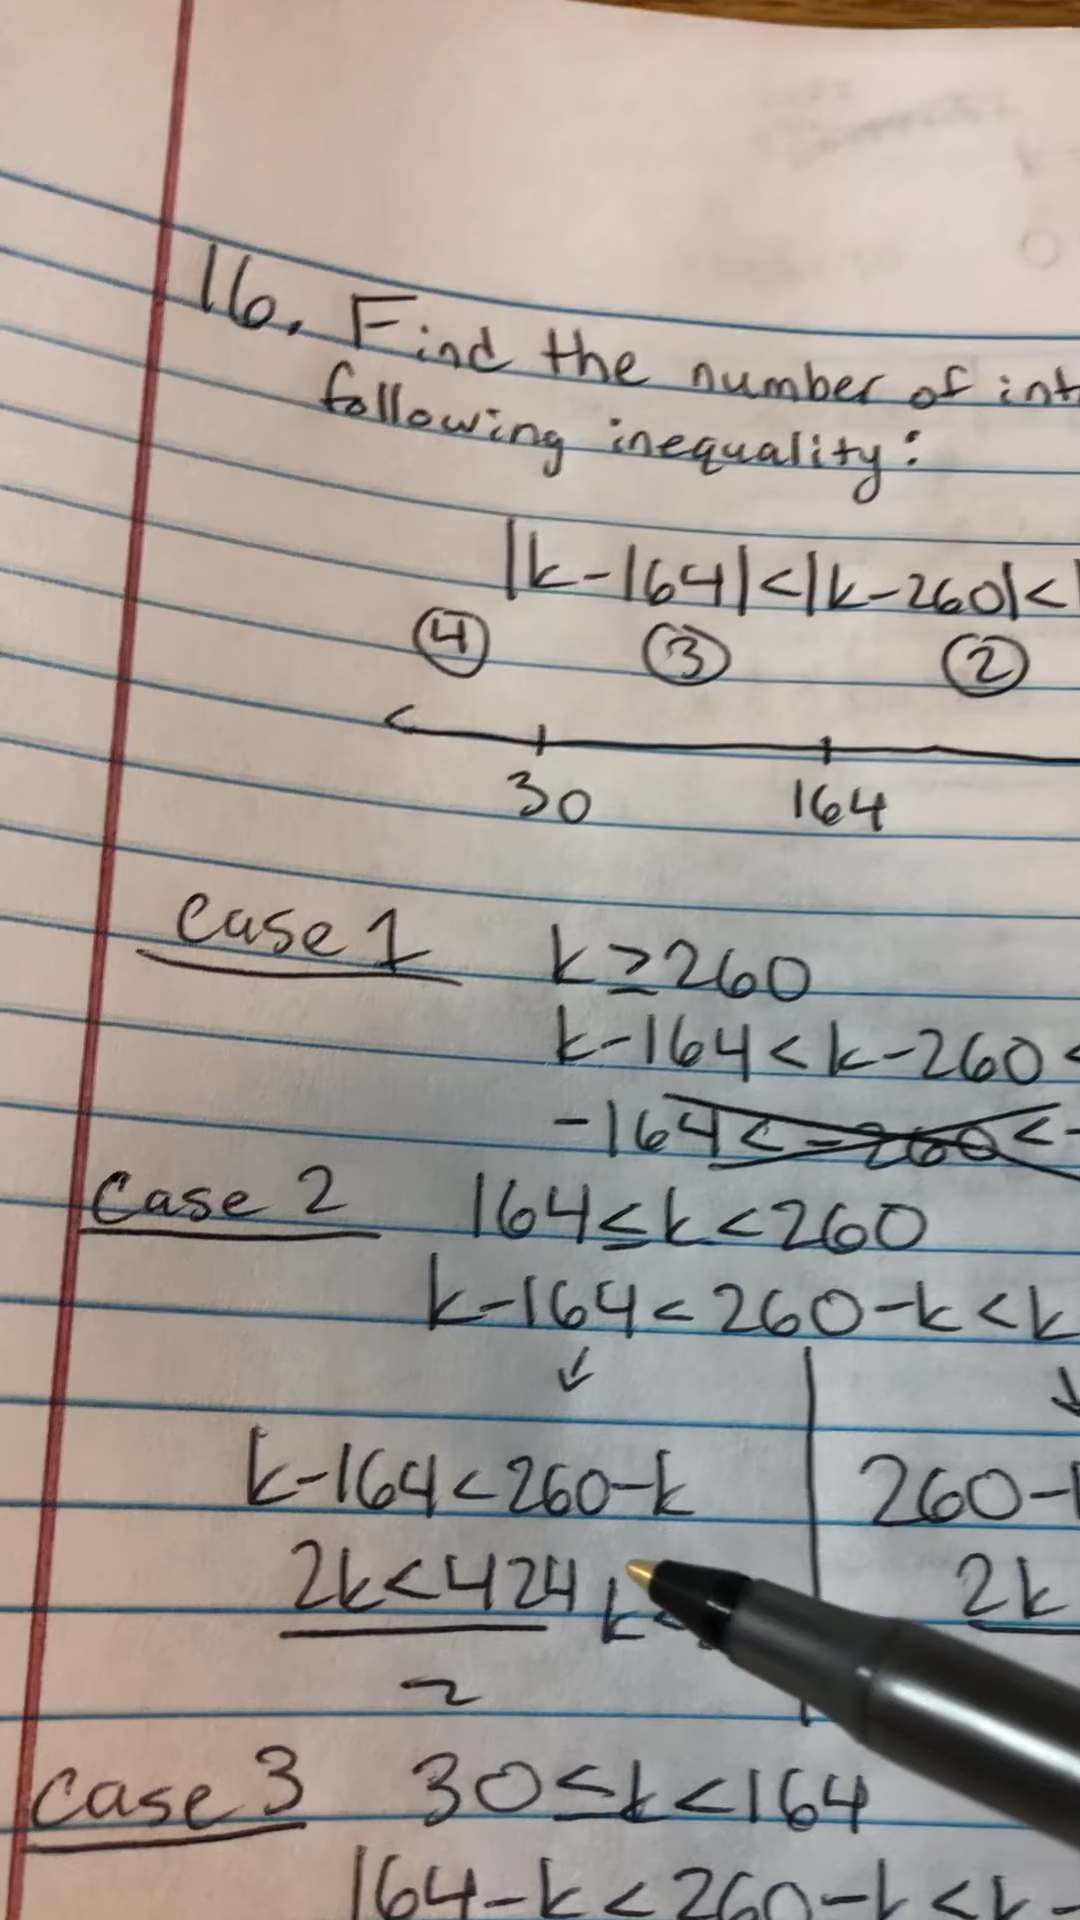 16. Find the number of
following inequality:
|k-164|<|k-260|<
④ ③ ②
30 164
Case 1 k≥260
k-164<k-260<
-164<-260<-
Case 2 164≤k<260
k-164<260-k<k
k-164<260-k 260-
2k<424 k< 2k
2
Case 3 30≤k<164
164-k<260-k<k-